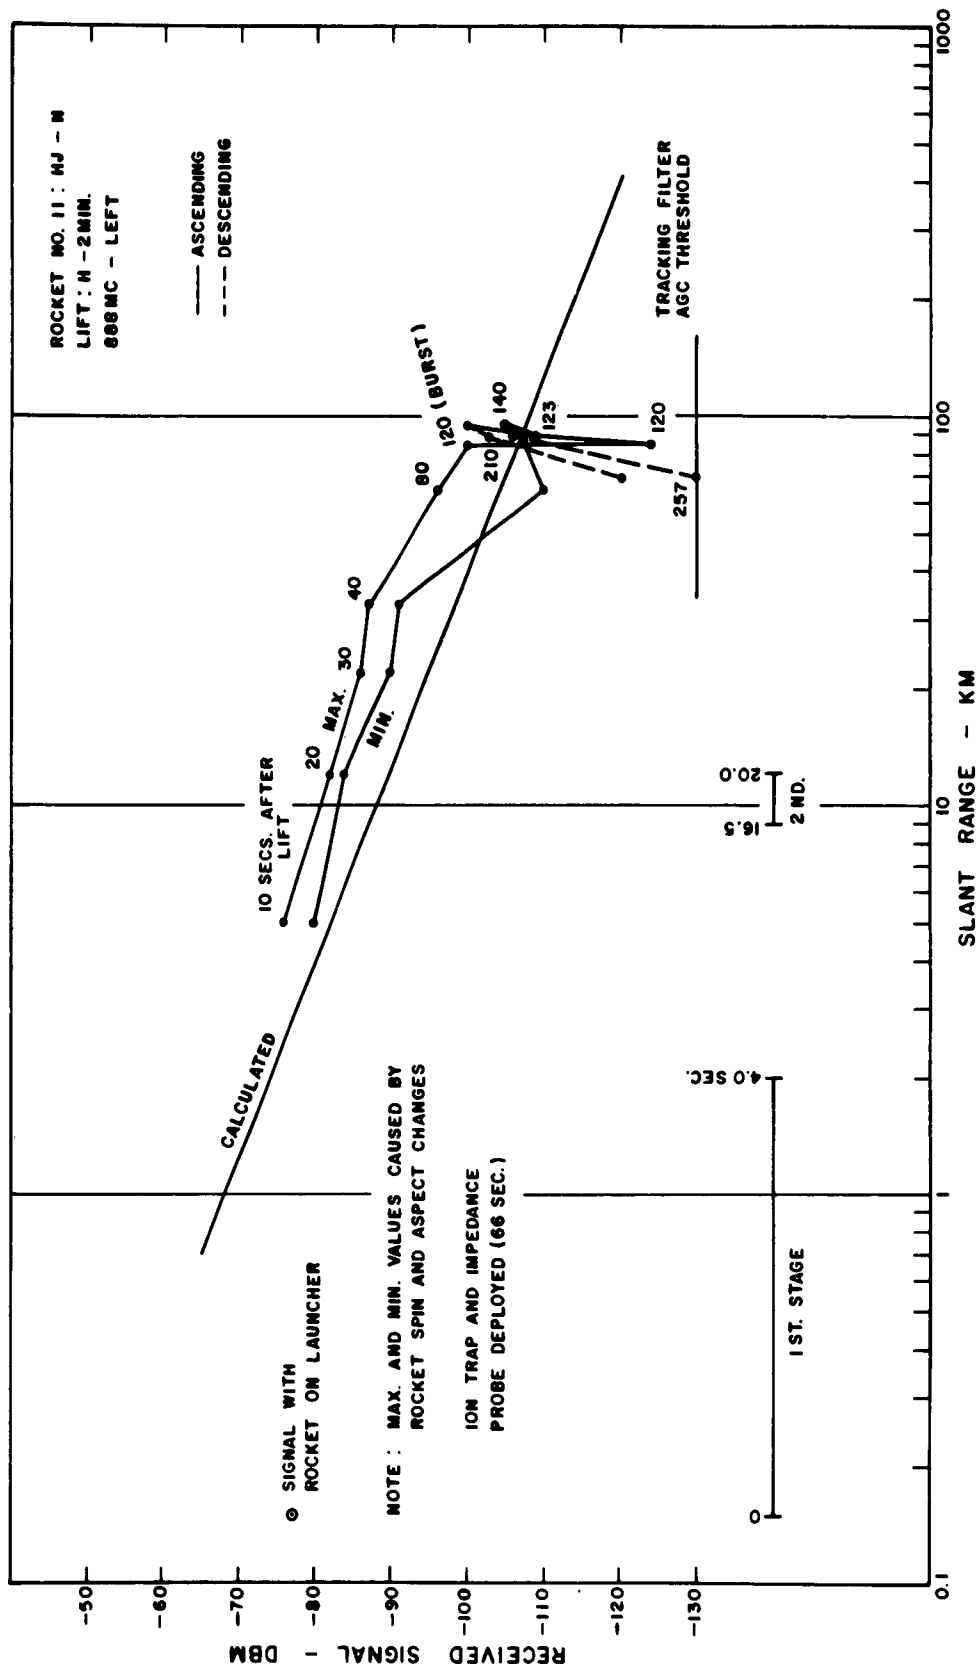 ROCKET NO. 11 : HJ - N
LIFT : H - 2 MIN.
888 MC - LEFT
ASCENDING
DESCENDING
10 SECS. AFTER
LIFT
20
MAX.
30
40
MIN.
80
120 (BURST)
140
210
123
120
257
TRACKING FILTER
AGC THRESHOLD
CALCULATED
SIGNAL WITH
ROCKET ON LAUNCHER
NOTE : MAX. AND MIN. VALUES CAUSED BY
ROCKET SPIN AND ASPECT CHANGES
ION TRAP AND IMPEDANCE
PROBE DEPLOYED (66 SEC.)
0
4.0 SEC.
1 ST. STAGE
16.5
20.0
2 ND.
RECEIVED SIGNAL - DBM
-50
-60
-70
-80
-90
-100
-110
-120
-130
0.1
1
10
100
1000
SLANT RANGE - KM